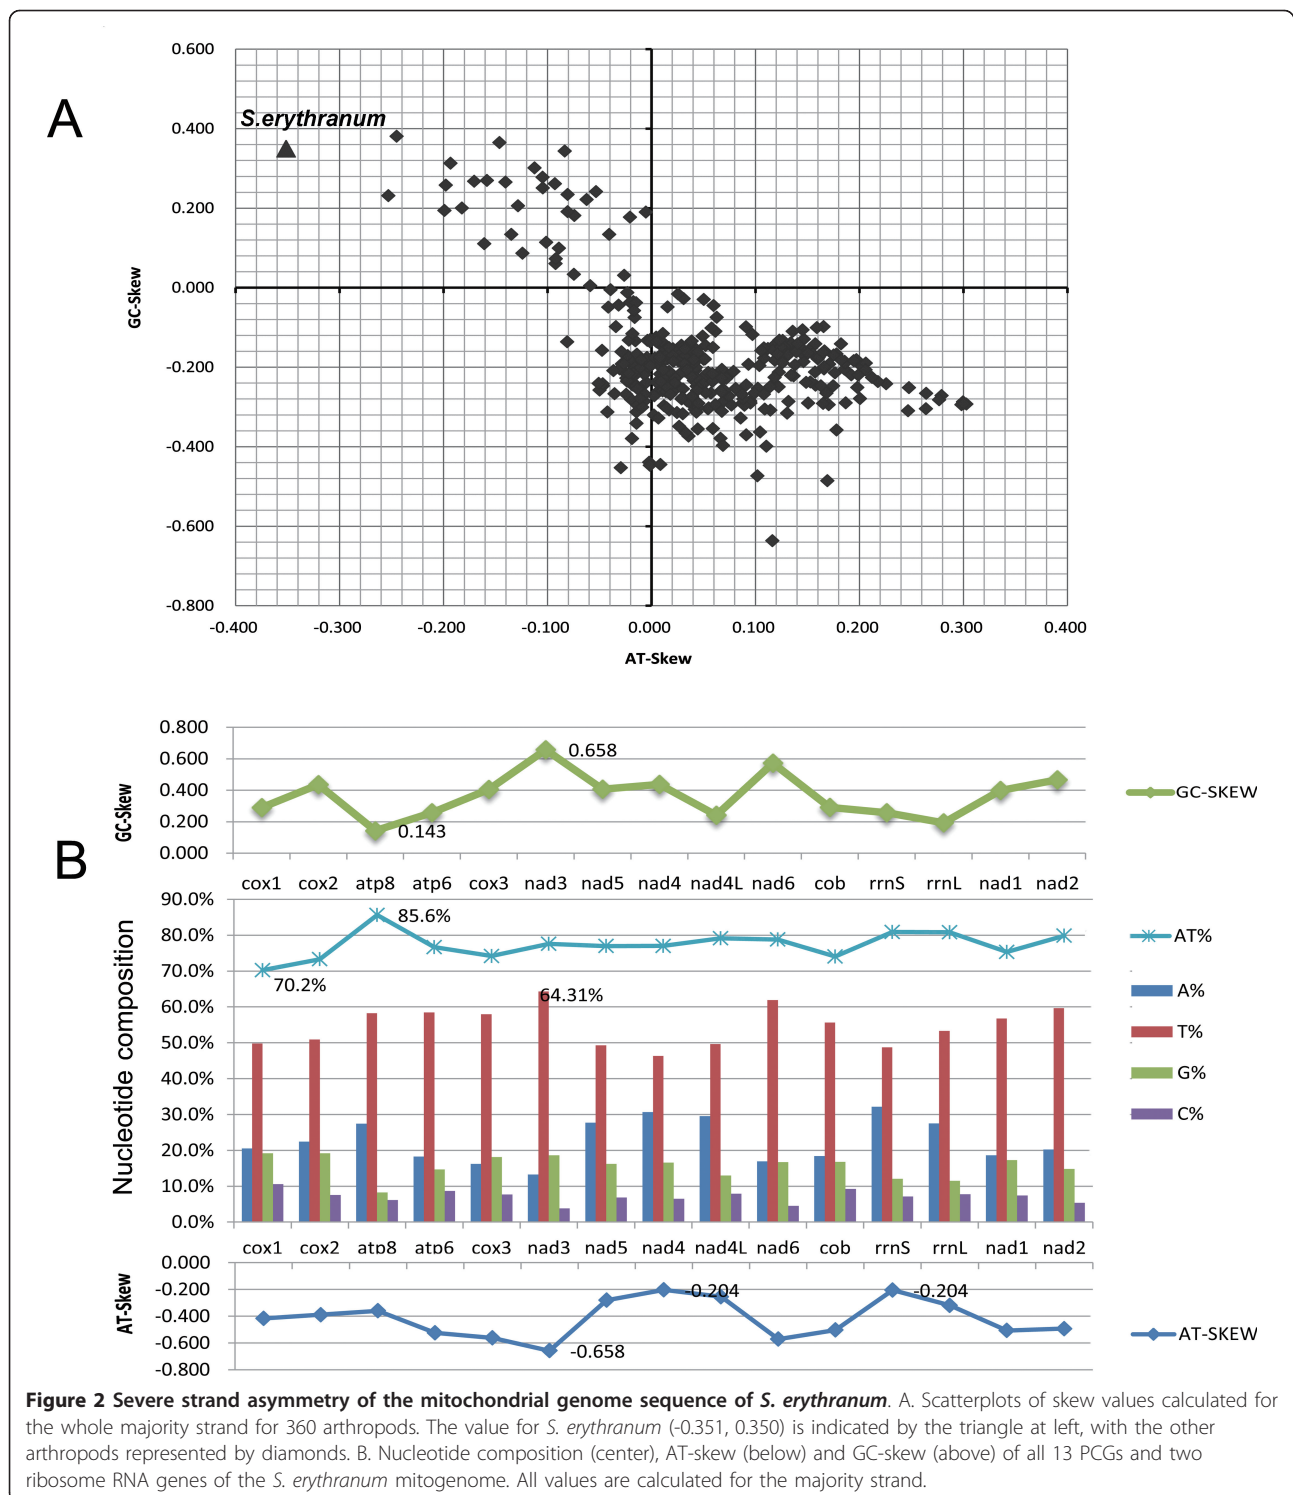 A
0.600
0.400
0.200
0.000
-0.200
-0.400
-0.600
-0.800
GC-Skew
S.erythranum
-0.400 -0.300 -0.200 -0.100 0.000 0.100 0.200 0.300 0.400
AT-Skew
B
0.800
0.600
0.400
0.200
0.000
GC-Skew
0.658
0.143
GC-SKEW
cox1 cox2 atp8 atp6 cox3 nad3 nad5 nad4 nad4L nad6 cob rrnS rrnL nad1 nad2
90.0%
80.0%
70.0%
60.0%
50.0%
40.0%
30.0%
20.0%
10.0%
0.0%
Nucleotide composition
85.6%
70.2%
64.31%
AT%
A%
T%
G%
C%
cox1 cox2 atp8 atp6 cox3 nad3 nad5 nad4 nad4L nad6 cob rrnS rrnL nad1 nad2
0.000
-0.200
-0.400
-0.600
-0.800
AT-Skew
-0.204
-0.204
-0.658
AT-SKEW
Figure 2 Severe strand asymmetry of the mitochondrial genome sequence of S. erythranum. A. Scatterplots of skew values calculated for
the whole majority strand for 360 arthropods. The value for S. erythranum (-0.351, 0.350) is indicated by the triangle at left, with the other
arthropods represented by diamonds. B. Nucleotide composition (center), AT-skew (below) and GC-skew (above) of all 13 PCGs and two
ribosome RNA genes of the S. erythranum mitogenome. All values are calculated for the majority strand.